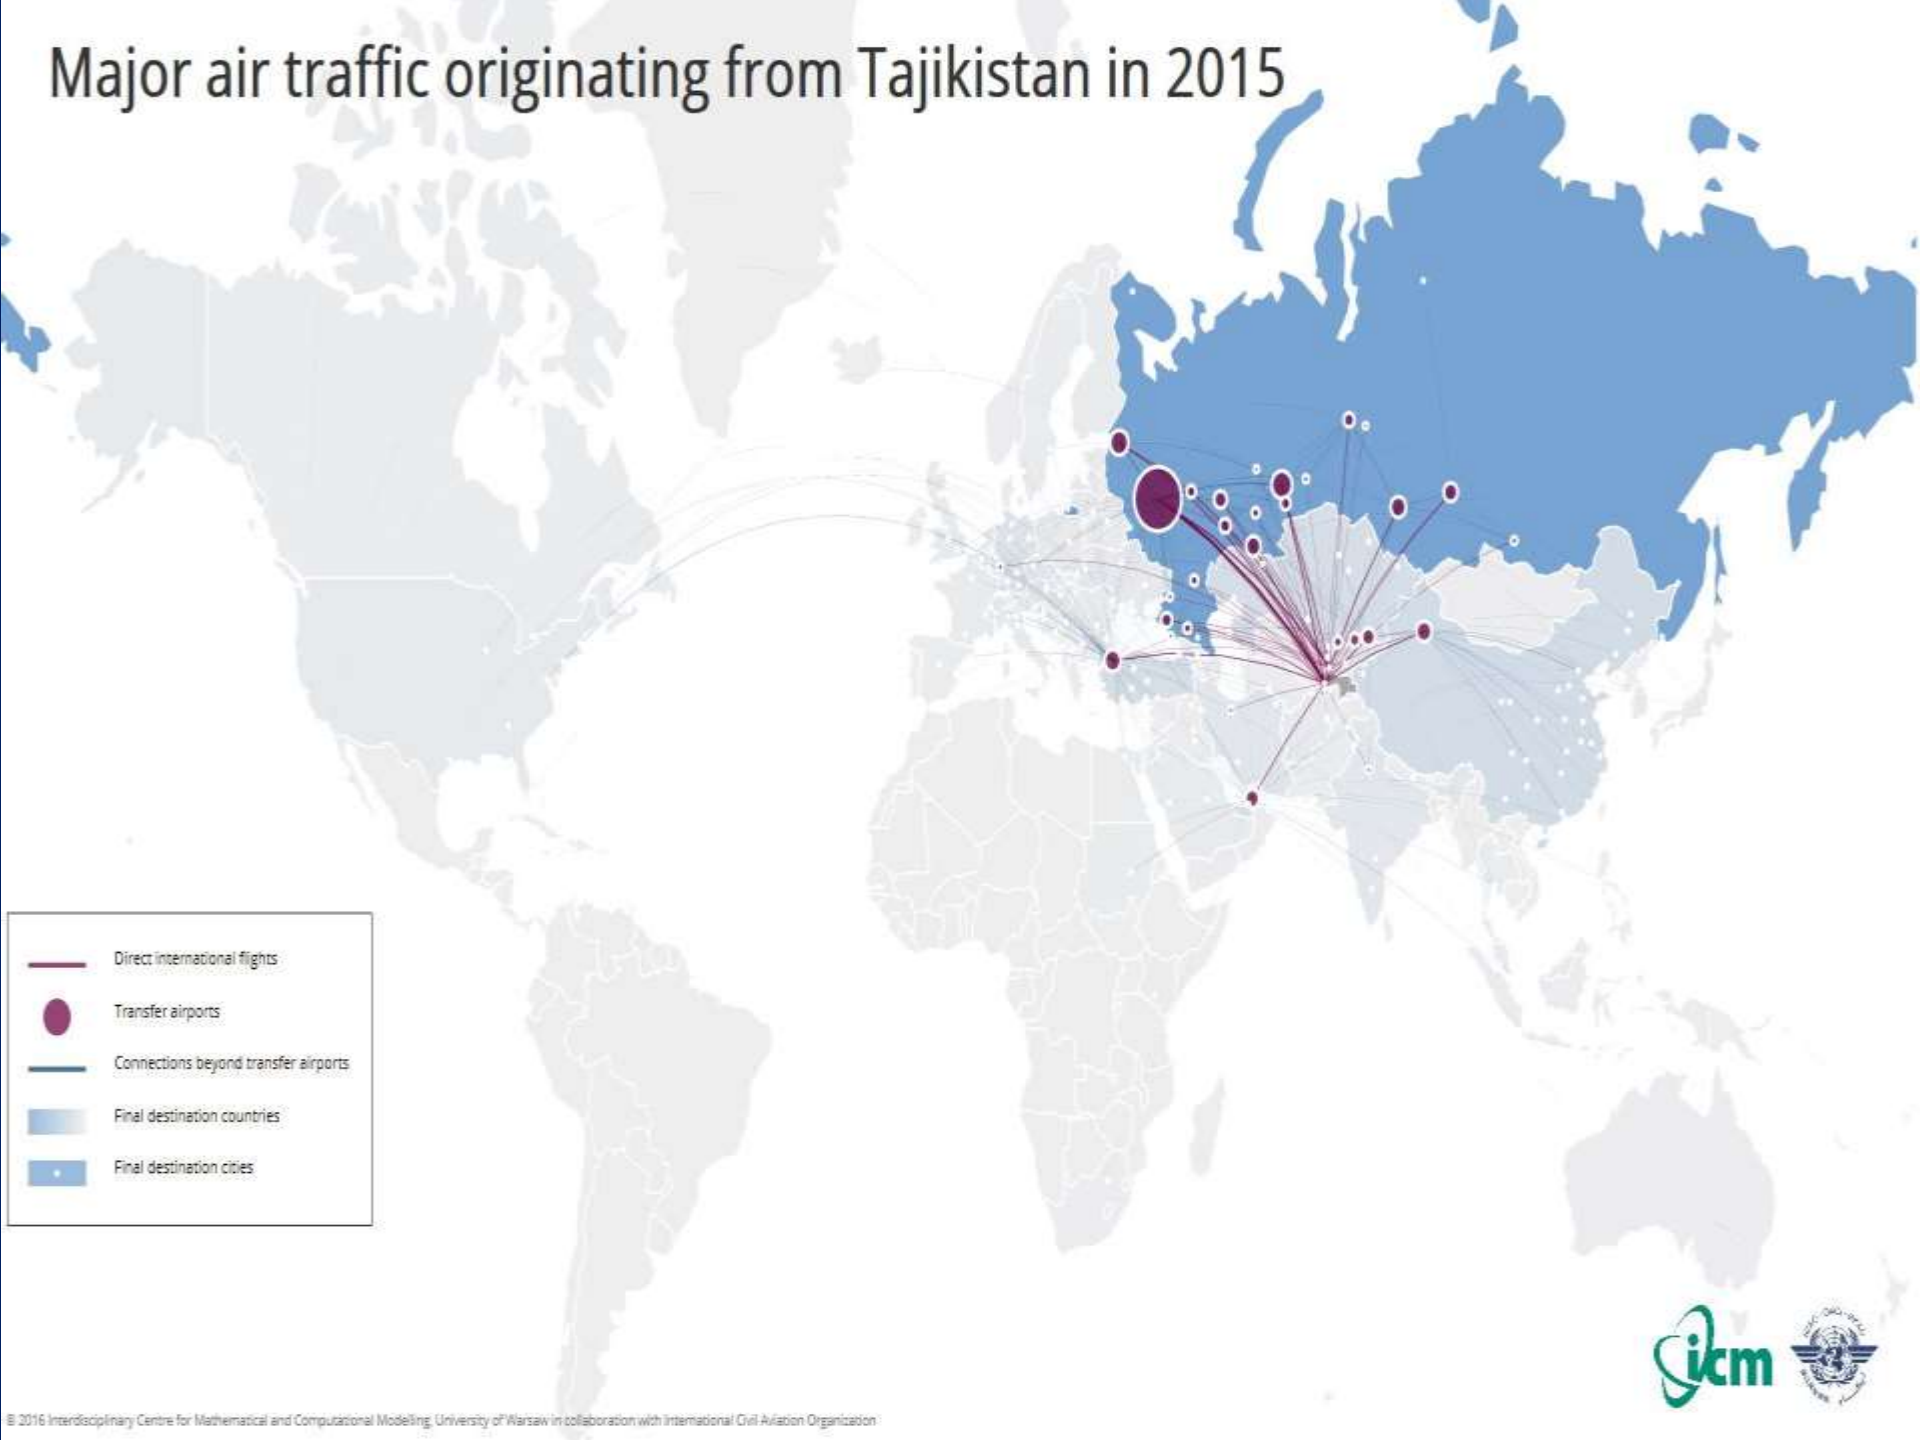 Major air traffic originating from Tajikistan in 2015
Direct international flights
Transfer airports
Connections beyond transfer airports
Final destination countries
Final destination cities
icm
© 2016 Interdisciplinary Centre for Mathematical and Computational Modelling, University of Warsaw in collaboration with International Civil Aviation Organization